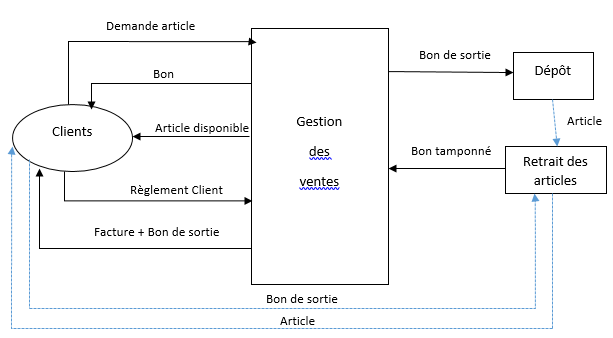 Demande article
Bon de sortie
Bon
Dépôt
Clients
Article disponible
Gestion
des
ventes
Article
Bon tamponné
Retrait des
articles
Règlement Client
Facture + Bon de sortie
Bon de sortie
Article